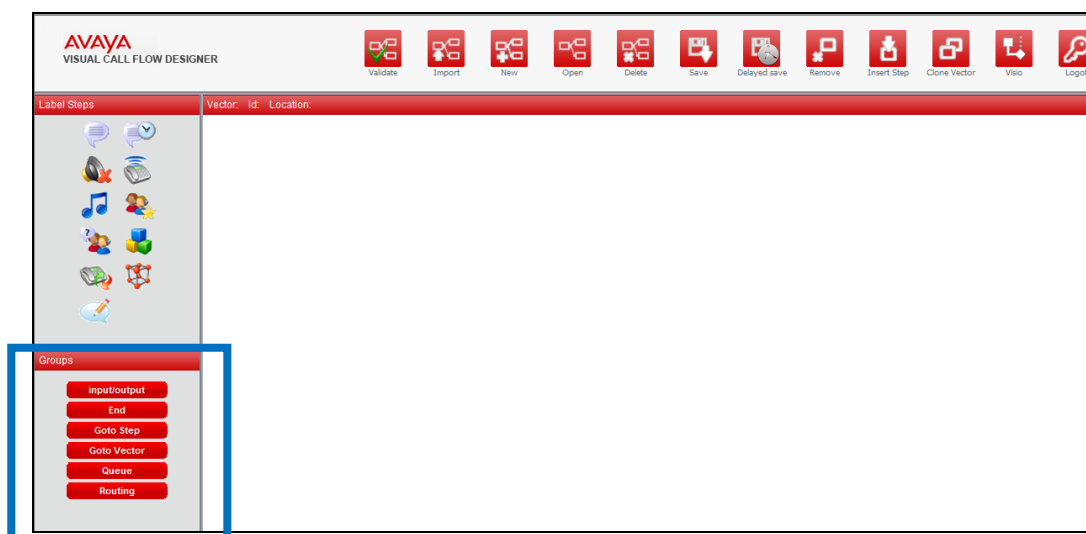 AVAYA
VISUAL CALL FLOW DESIGNER
Validate Import New Open Delete Save Delayed save Remove Insert Step Clone Vector Visio
Label Steps
Vector: Id: Location:
?
Groups
input/output
End
Goto Step
Goto Vector
Queue
Routing